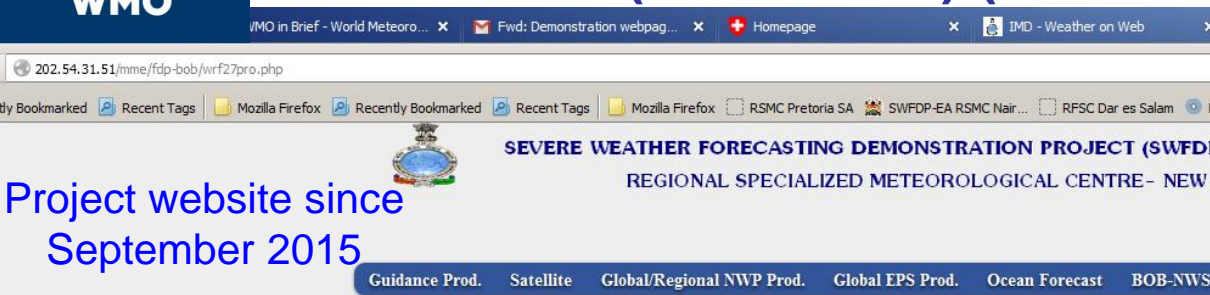 WMO
WMO in Brief - World Meteoro... Fwd: Demonstration webpag... Homepage IMD - Weather on Web
202.54.31.51/mme/fdp-bob/wrf27pro.php
Bookmarked Recent Tags Mozilla Firefox Recently Bookmarked Recent Tags Mozilla Firefox RSMC Pretoria SA SWFDP-EA RSMC Nair... RFSC Dar es Salam
SEVERE WEATHER FORECASTING DEMONSTRATION PROJECT (SWFD
REGIONAL SPECIALIZED METEOROLOGICAL CENTRE- NEW
Project website since
September 2015
Guidance Prod. Satellite Global/Regional NWP Prod. Global EPS Prod. Ocean Forecast BOB-NWS